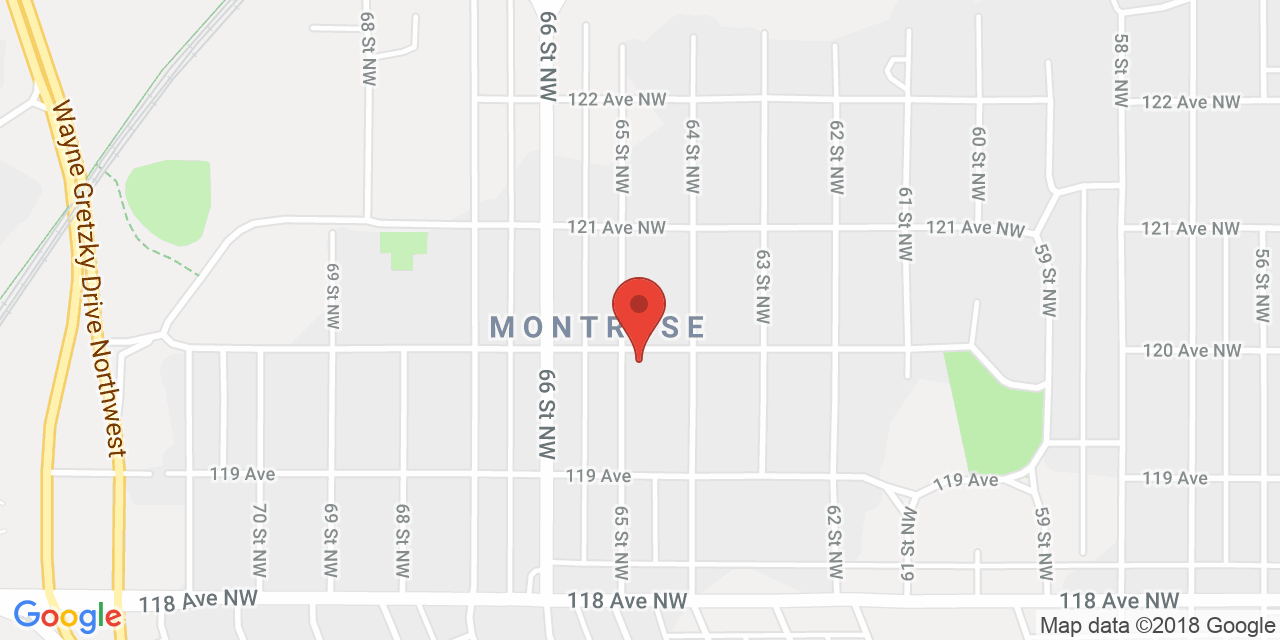 68 St NW
66 St NW
58 St NW
122 Ave NW
122 Ave NW
Wayne Gretzky Drive Northwest
65 St NW
64 St NW
62 St NW
60 St NW
61 St NW
121 Ave NW
121 Ave NW
121 Ave NW
69 St NW
63 St NW
59 St NW
56 St NW
MONTR SE
120 Ave NW
66 St NW
119 Ave
119 Ave
119 Ave
119 Ave
70 St NW
69 St NW
68 St NW
65 St NW
62 St NW
61 St NW
59 St NW
118 Ave NW
118 Ave NW
118 Ave NW
Google
Map data ©2018 Google